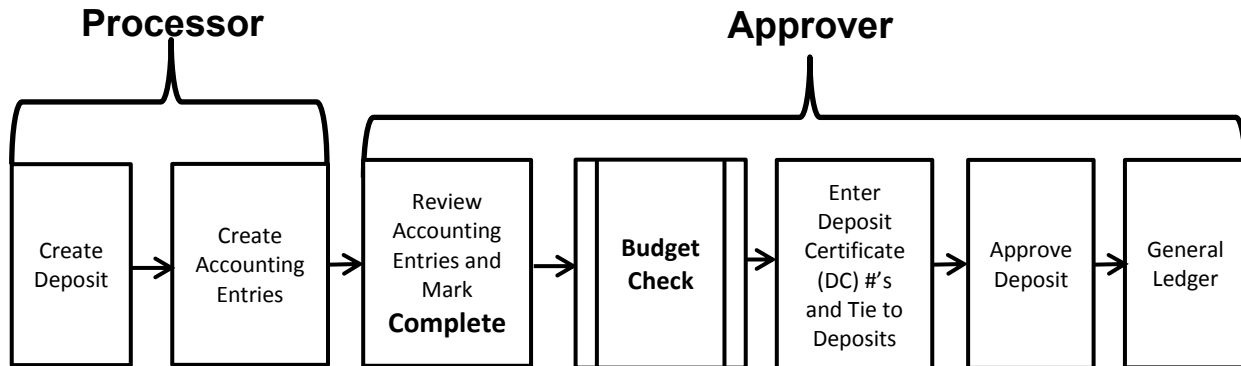 Processor
Approver
Create
Deposit
Create
Accounting
Entries
Review
Accounting
Entries and
Mark
Complete
Budget
Check
Enter
Deposit
Certificate
(DC) #’s
and Tie to
Deposits
Approve
Deposit
General
Ledger